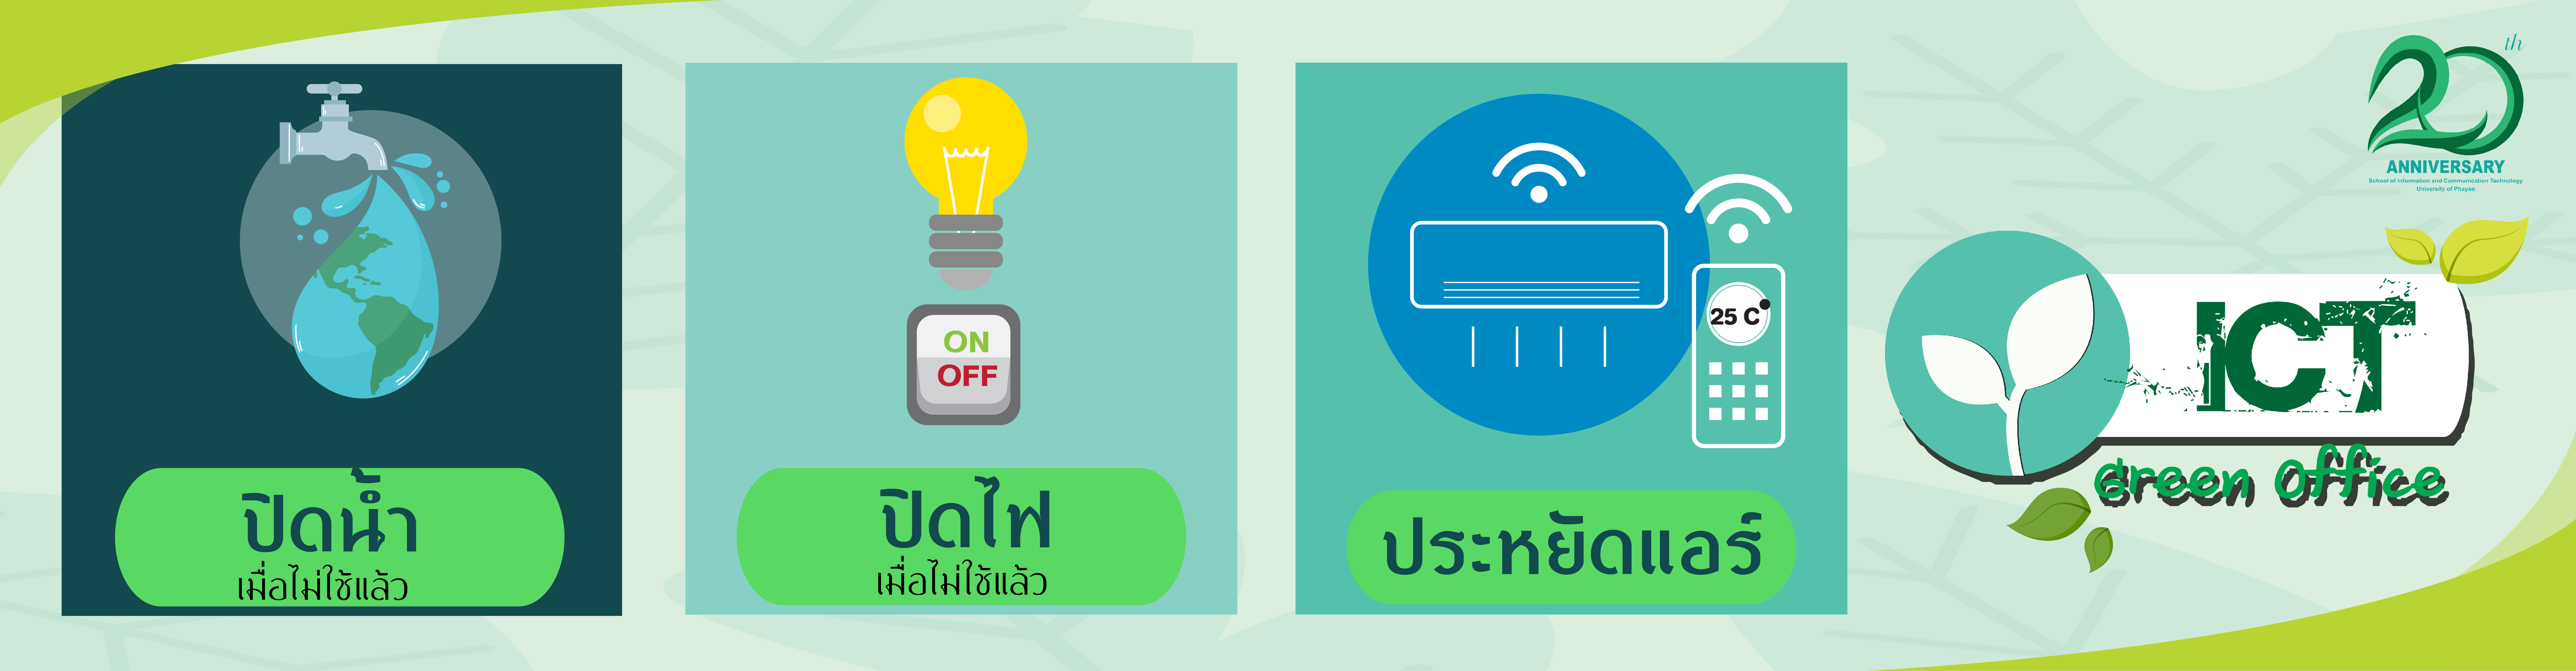 ปิดน้ำ
เมื่อไม่ใช้แล้ว
ON
OFF
ปิดไฟ
เมื่อไม่ใช้แล้ว
25 C
ประหยัดแอร์
20th
ANNIVERSARY
School of Information and Communication Technology
University of Phayao
ICT
Green Office